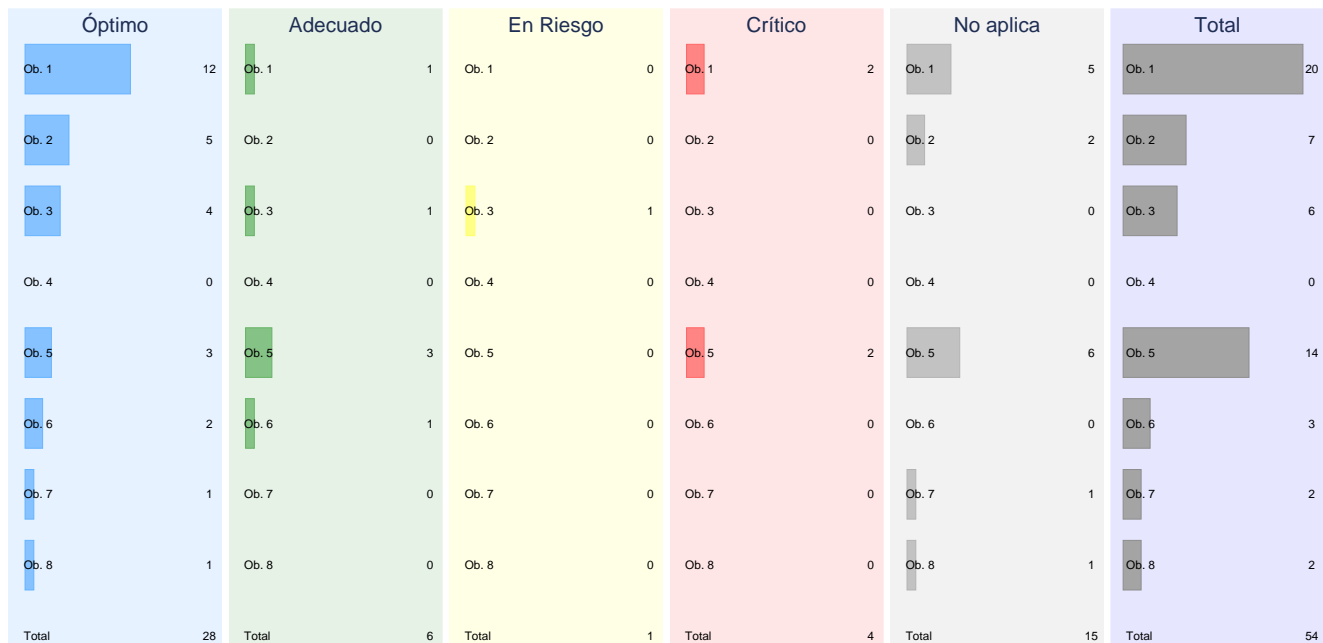 Óptimo Adecuado En Riesgo Crítico No aplica Total
Ob. 1 12 Ob. 1 1 Ob. 1 0 Ob. 1 2 Ob. 1 5 Ob. 1 20
Ob. 2 5 Ob. 2 0 Ob. 2 0 Ob. 2 0 Ob. 2 2 Ob. 2 7
Ob. 3 4 Ob. 3 1 Ob. 3 1 Ob. 3 0 Ob. 3 0 Ob. 3 6
Ob. 4 0 Ob. 4 0 Ob. 4 0 Ob. 4 0 Ob. 4 0 Ob. 4 0
Ob. 5 3 Ob. 5 3 Ob. 5 0 Ob. 5 2 Ob. 5 6 Ob. 5 14
Ob. 6 2 Ob. 6 1 Ob. 6 0 Ob. 6 0 Ob. 6 0 Ob. 6 3
Ob. 7 1 Ob. 7 0 Ob. 7 0 Ob. 7 0 Ob. 7 1 Ob. 7 2
Ob. 8 1 Ob. 8 0 Ob. 8 0 Ob. 8 0 Ob. 8 1 Ob. 8 2
Total 28 Total 6 Total 1 Total 4 Total 15 Total 54